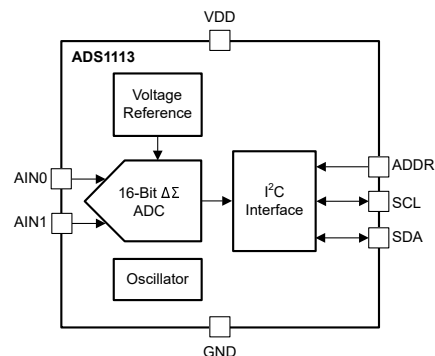 VDD
ADS1113
Voltage
Reference
AIN0
AIN1
16-Bit ΔΣ
ADC
I²C
Interface
ADDR
SCL
SDA
Oscillator
GND